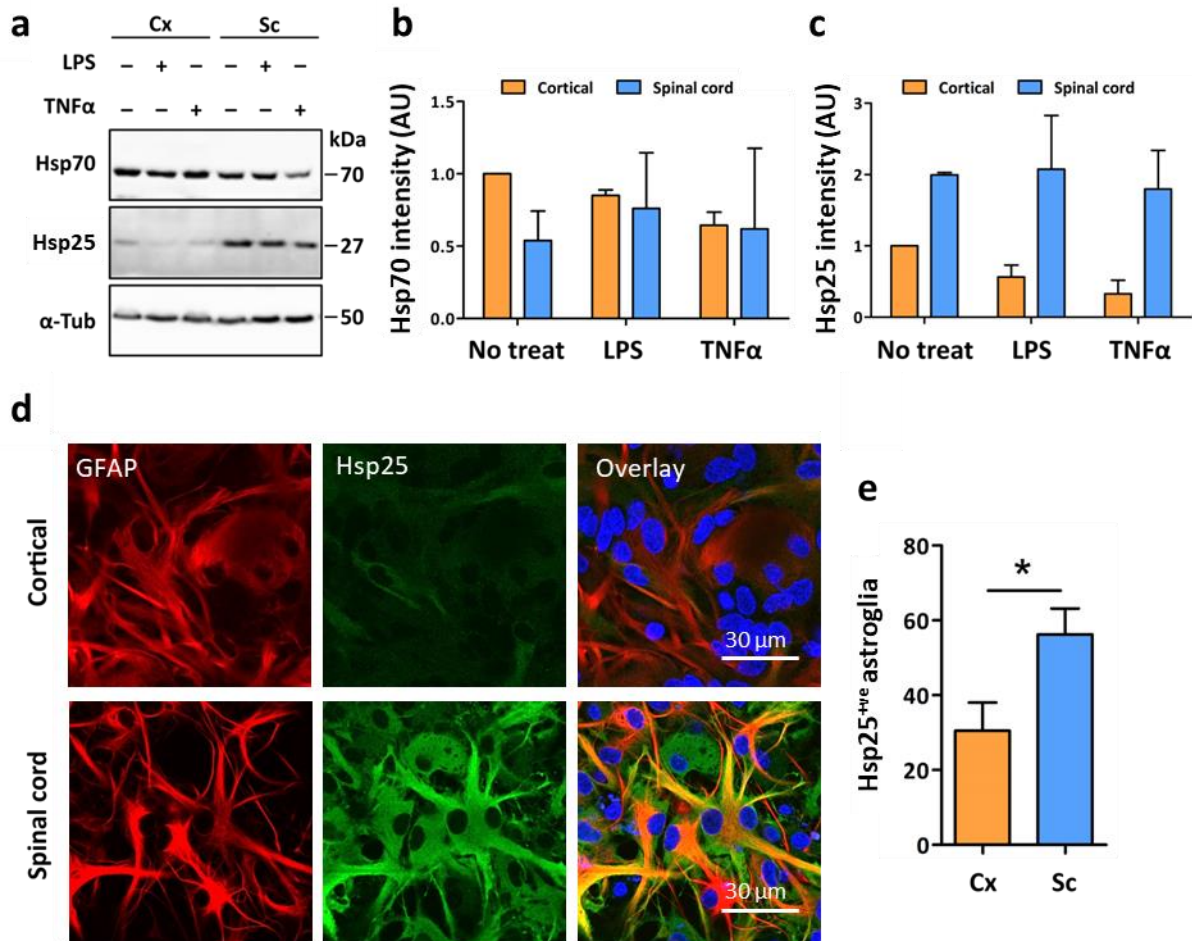 a
Cx Sc
LPS − + − − + −
TNFα − − + − − +
kDa
Hsp70 −70
Hsp25 −27
α-Tub −50
b
Cortical Spinal cord
Hsp70 intensity (AU)
1.5
1.0
0.5
0.0
No treat LPS TNFα
c
Cortical Spinal cord
Hsp25 intensity (AU)
3
2
1
0
No treat LPS TNFα
d
GFAP Hsp25 Overlay
Cortical
30 µm
Spinal cord
30 µm
e
Hsp25+ve astroglia
80
60
40
20
0
*
Cx Sc